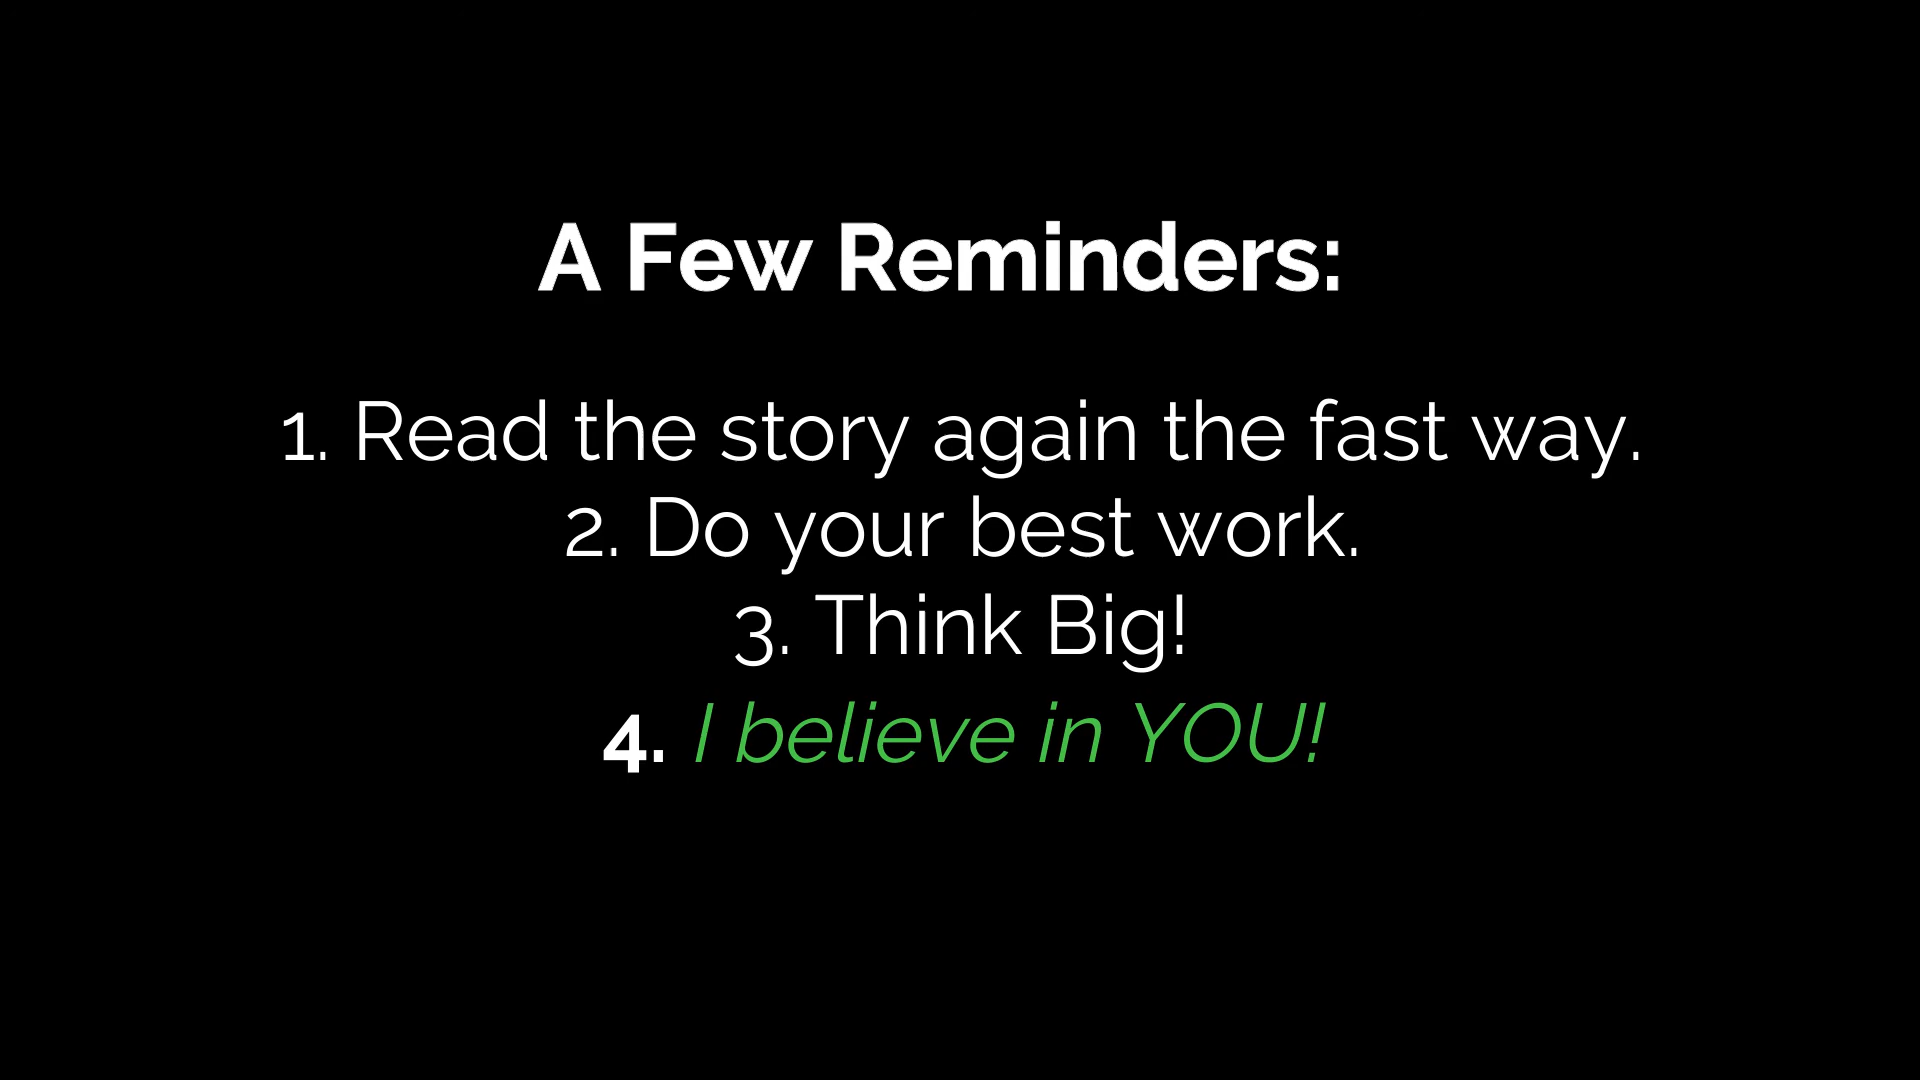 A Few Reminders:
1. Read the story again the fast way.
2. Do your best work.
3. Think Big!
4. I believe in YOU!